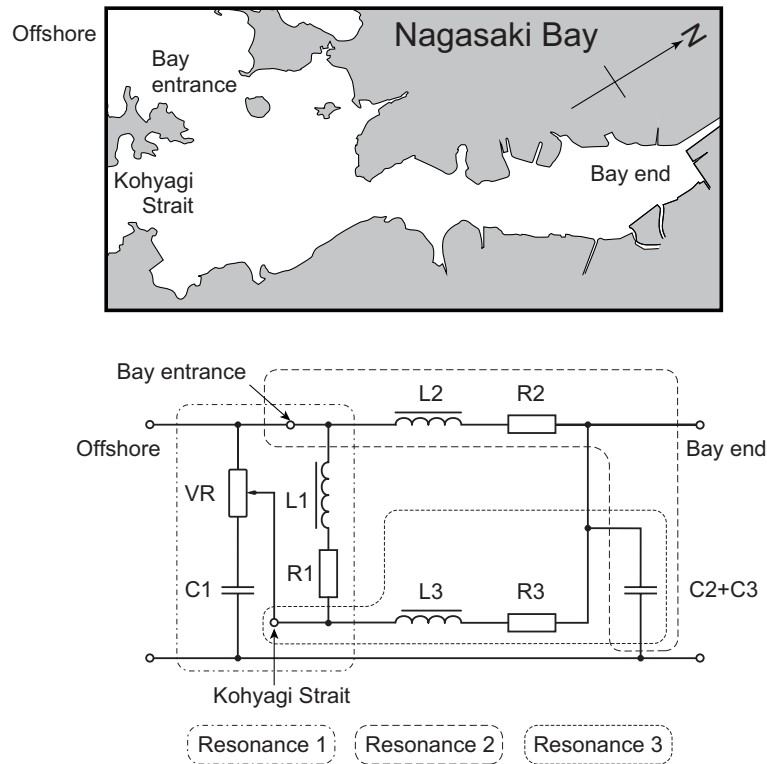 Offshore
Nagasaki Bay
N
Bay
entrance
Kohyagi
Strait
Bay end
Bay entrance
L2
R2
Offshore
Bay end
VR
L1
C1
R1
L3
R3
C2+C3
Kohyagi Strait
Resonance 1
Resonance 2
Resonance 3